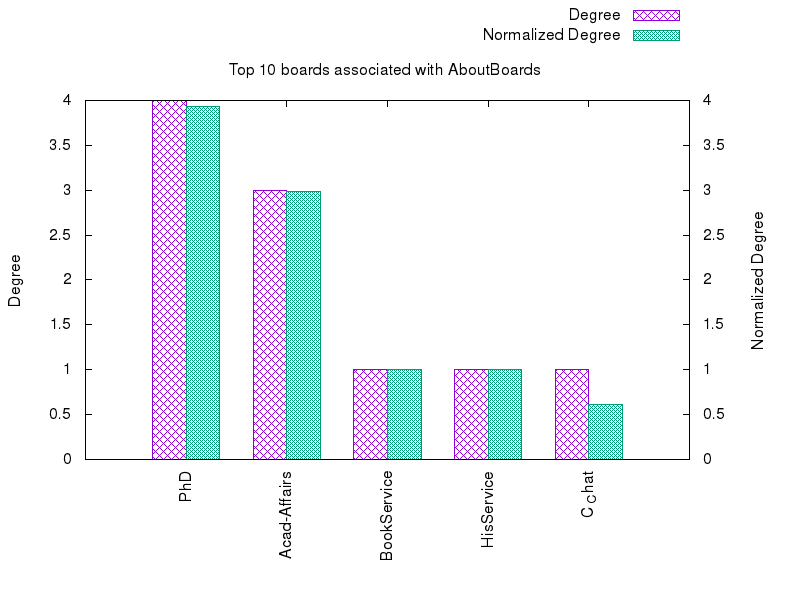 Degree
Normalized Degree
Top 10 boards associated with AboutBoards
4
3.5
3
2.5
2
1.5
1
0.5
0
Degree
4
3.5
3
2.5
2
1.5
1
0.5
0
Normalized Degree
PhD
Acad-Affairs
BookService
HisService
C Chat